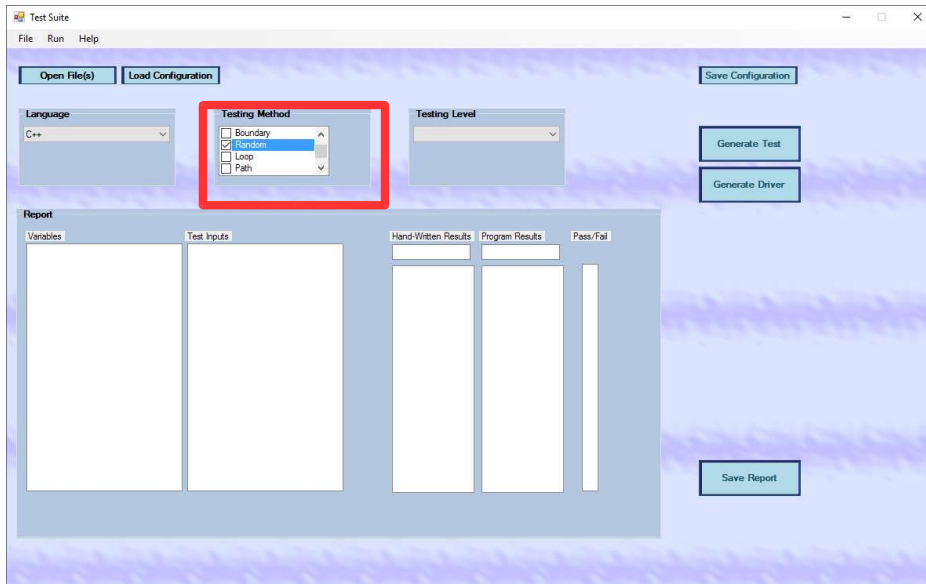 Test Suite
File Run Help
Open File(s) Load Configuration Save Configuration
Language Testing Method Testing Level
C++
Boundary
Random
Loop
Path
Generate Test
Generate Driver
Report
Variables Test Inputs Hand-Written Results Program Results Pass/Fail
Save Report